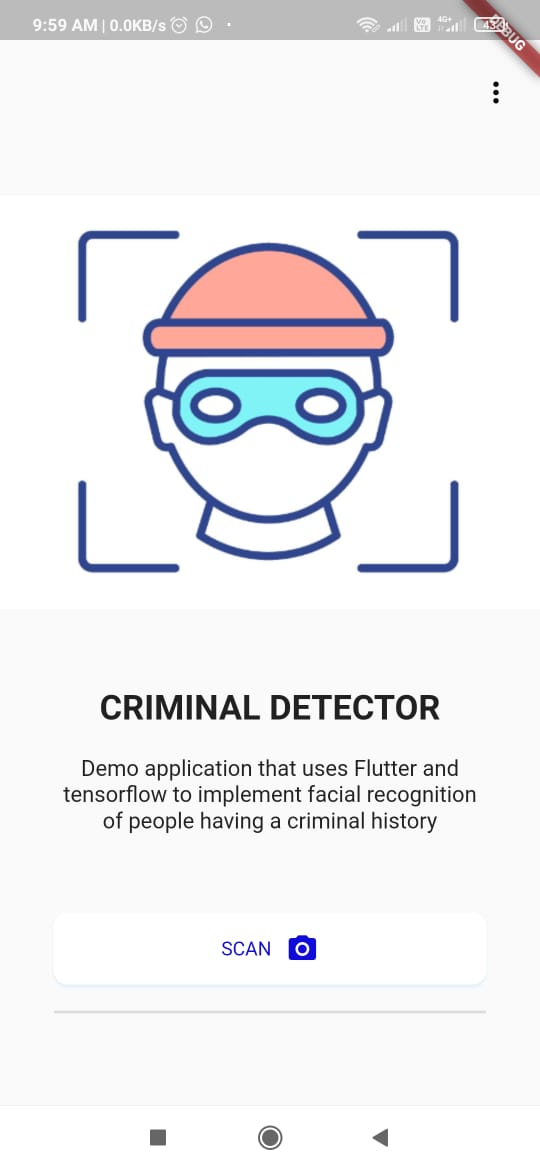 9:59 AM | 0.0KB/s
4G+
CRIMINAL DETECTOR
Demo application that uses Flutter and
tensorflow to implement facial recognition
of people having a criminal history
SCAN